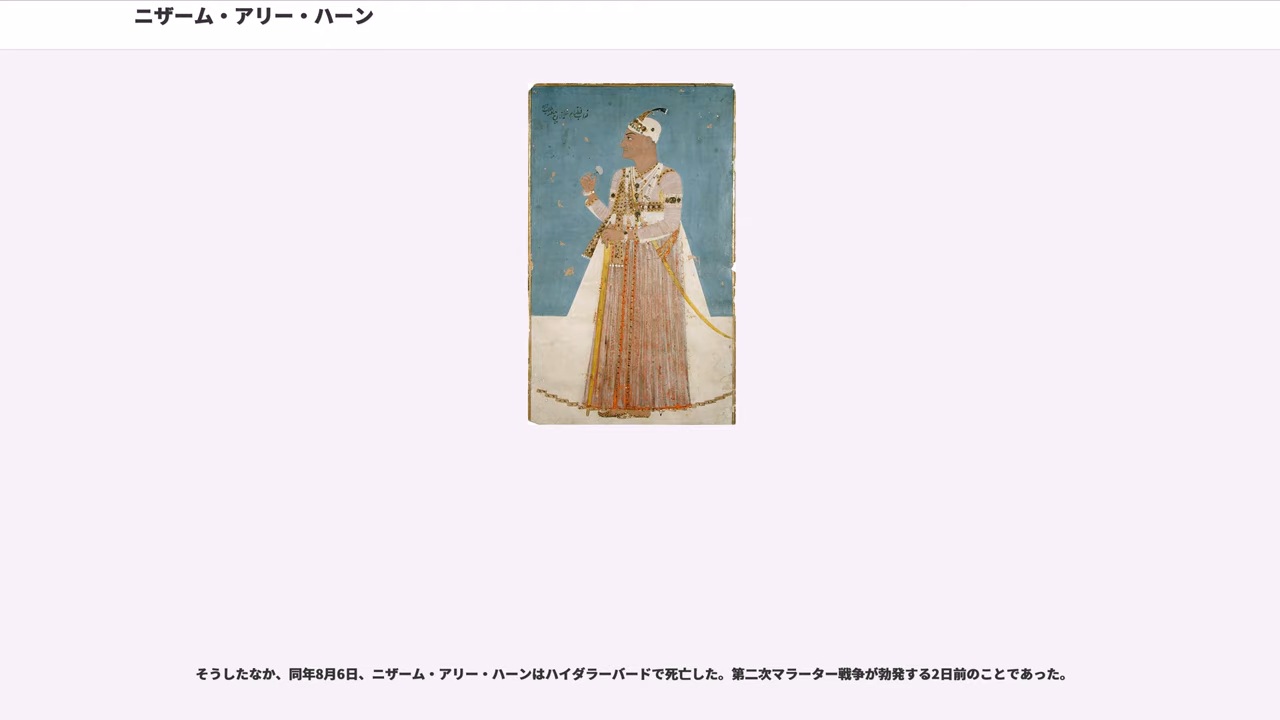 ニザーム・アリー・ハーン
そうしたなか、同年8月6日、ニザーム・アリー・ハーンはハイダラーバードで死亡した。第二次マラーター戦争が勃発する2日前のことであった。